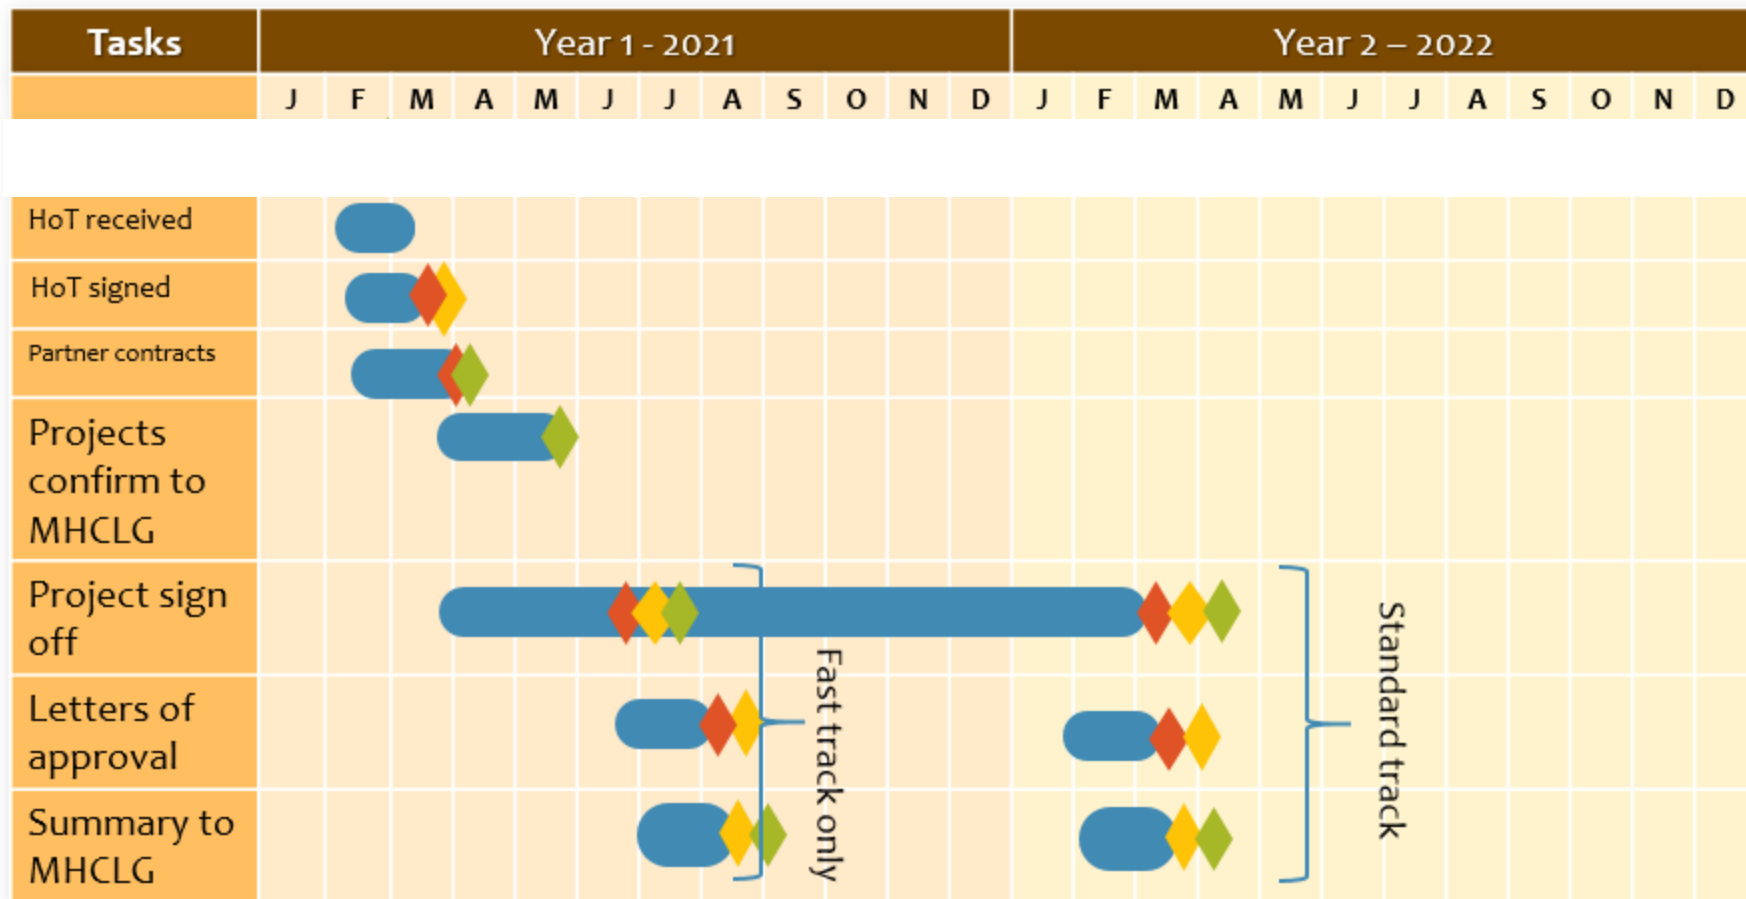 Tasks
Year 1 - 2021
Year 2 – 2022
J F M A M J J A S O N D J F M A M J J A S O N D
HoT received
HoT signed
Partner contracts
Projects
confirm to
MHCLG
Project sign
off
Letters of
approval
Summary to
MHCLG
Fast track only
Standard track